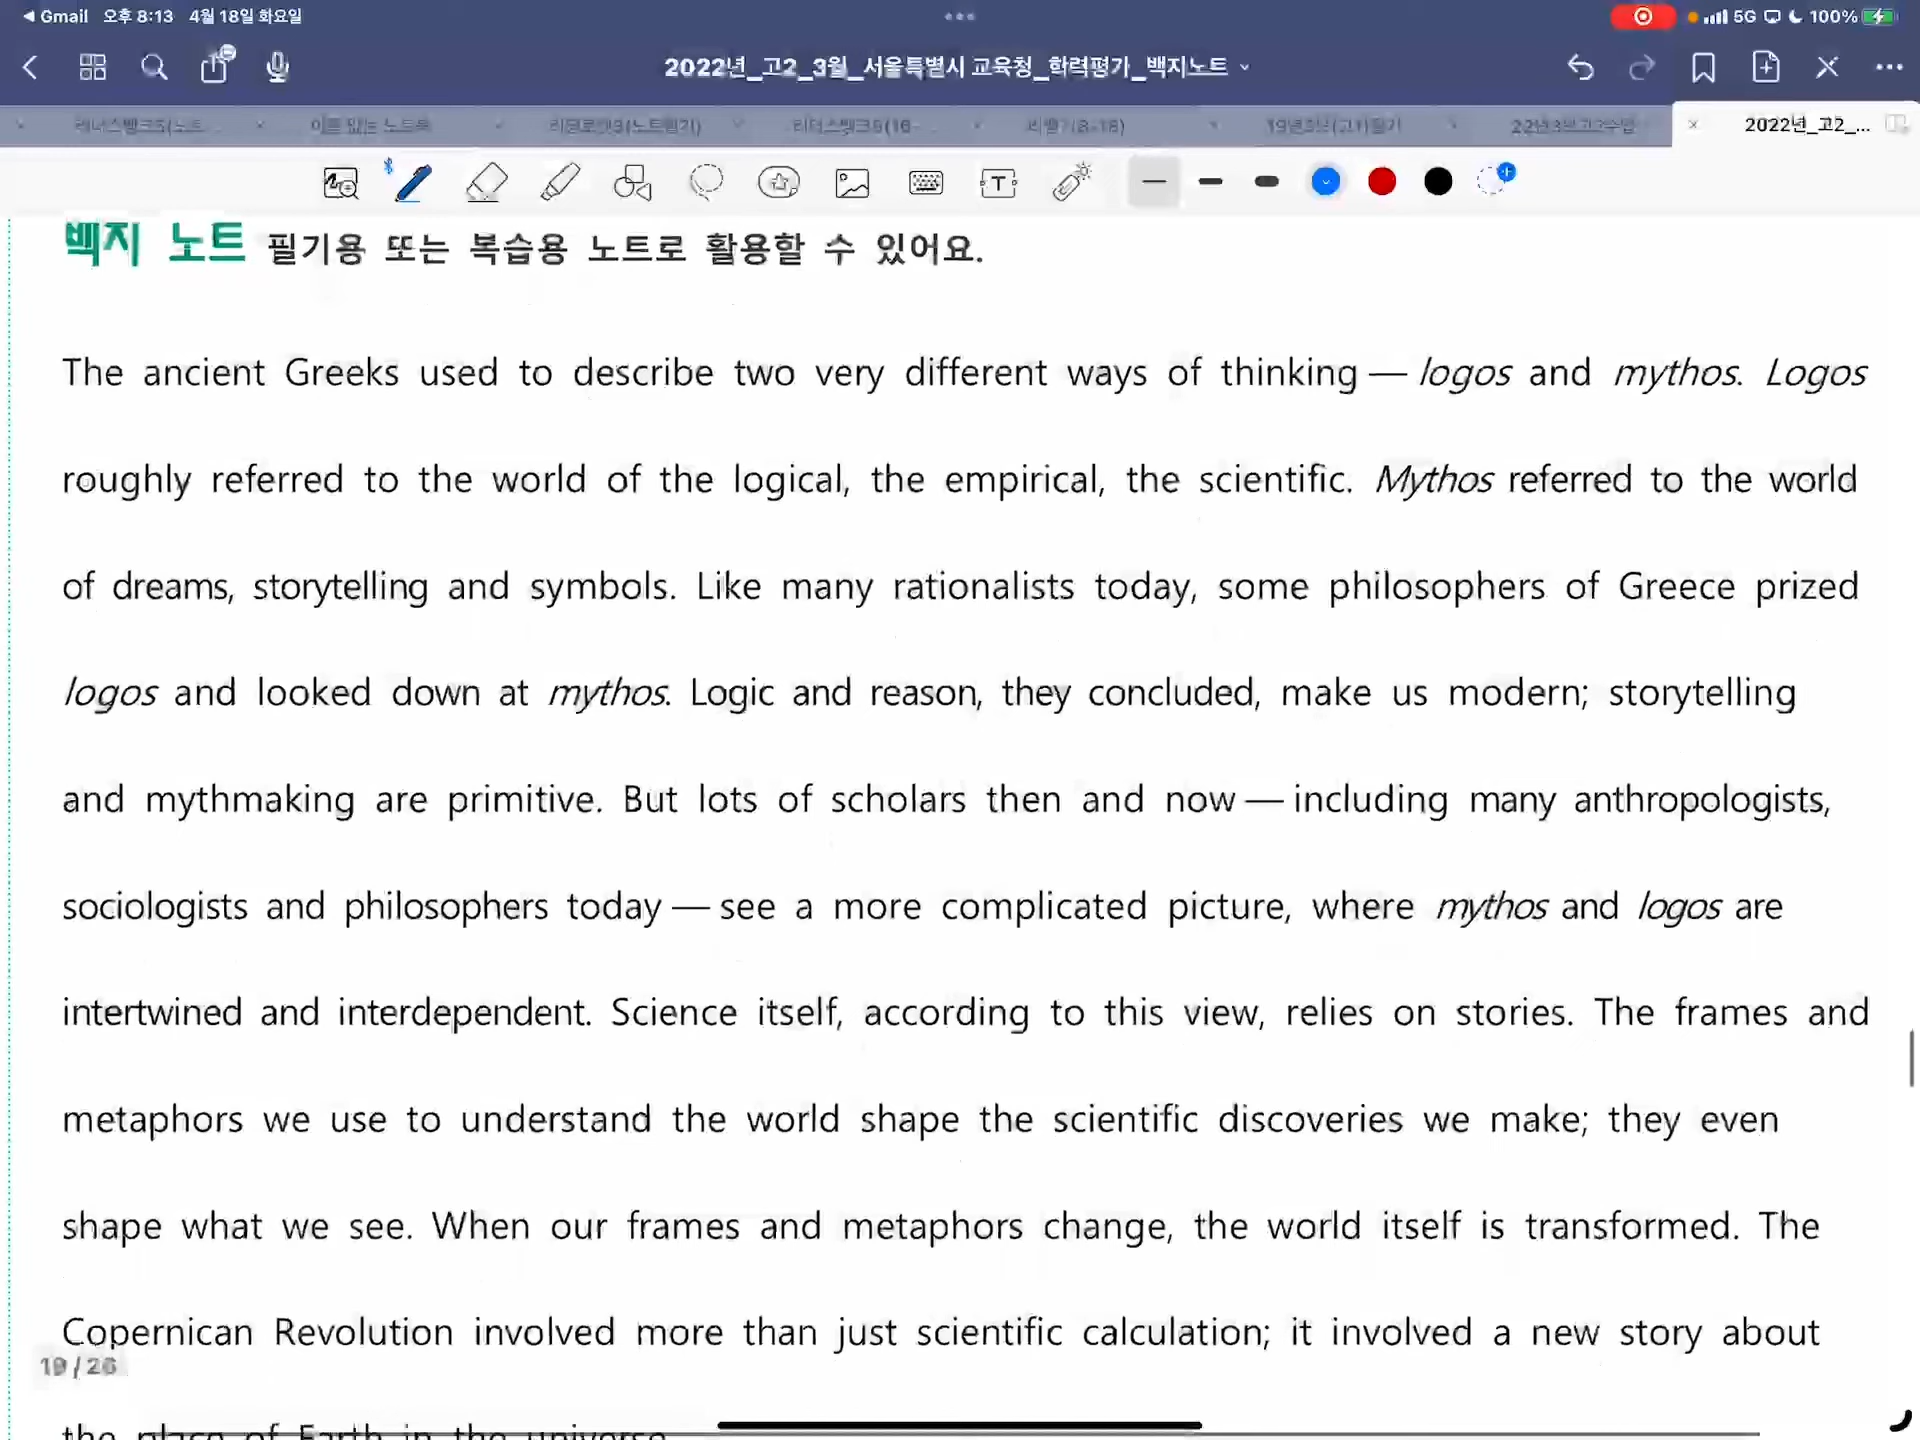 Gmail 오후 8:13 4월 18일 화요일
5G 100%
2022년_고2_3월_서울특별시 교육청_학력평가_백지노트
2022년_고2_...
백지 노트 필기용 또는 복습용 노트로 활용할 수 있어요.
The ancient Greeks used to describe two very different ways of thinking — logos and mythos. Logos
roughly referred to the world of the logical, the empirical, the scientific. Mythos referred to the world
of dreams, storytelling and symbols. Like many rationalists today, some philosophers of Greece prized
logos and looked down at mythos. Logic and reason, they concluded, make us modern; storytelling
and mythmaking are primitive. But lots of scholars then and now — including many anthropologists,
sociologists and philosophers today — see a more complicated picture, where mythos and logos are
intertwined and interdependent. Science itself, according to this view, relies on stories. The frames and
metaphors we use to understand the world shape the scientific discoveries we make; they even
shape what we see. When our frames and metaphors change, the world itself is transformed. The
Copernican Revolution involved more than just scientific calculation; it involved a new story about
19 / 26
the place of Earth in the universe.